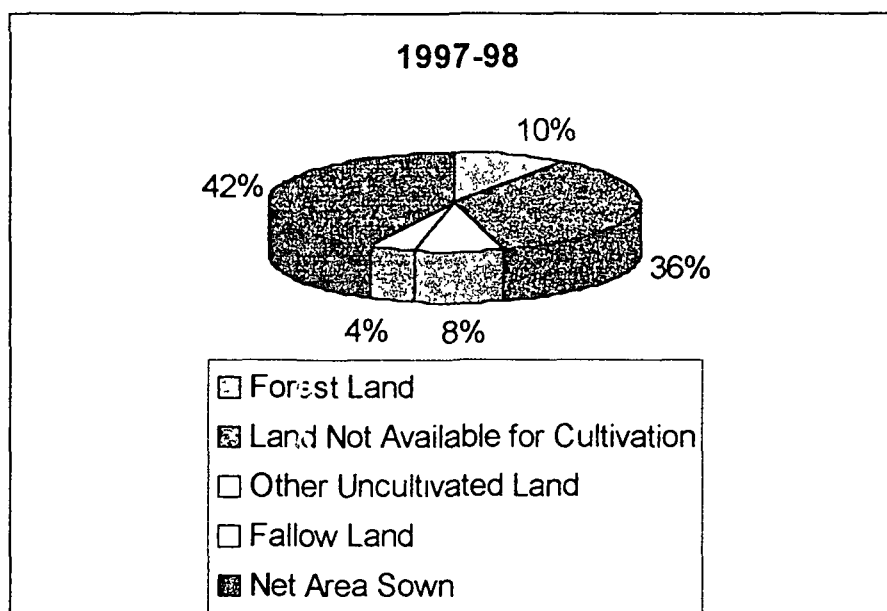 1997-98
10%
42%
36%
4% 8%
Forest Land
Land Not Available for Cultivation
Other Uncultivated Land
Fallow Land
Net Area Sown